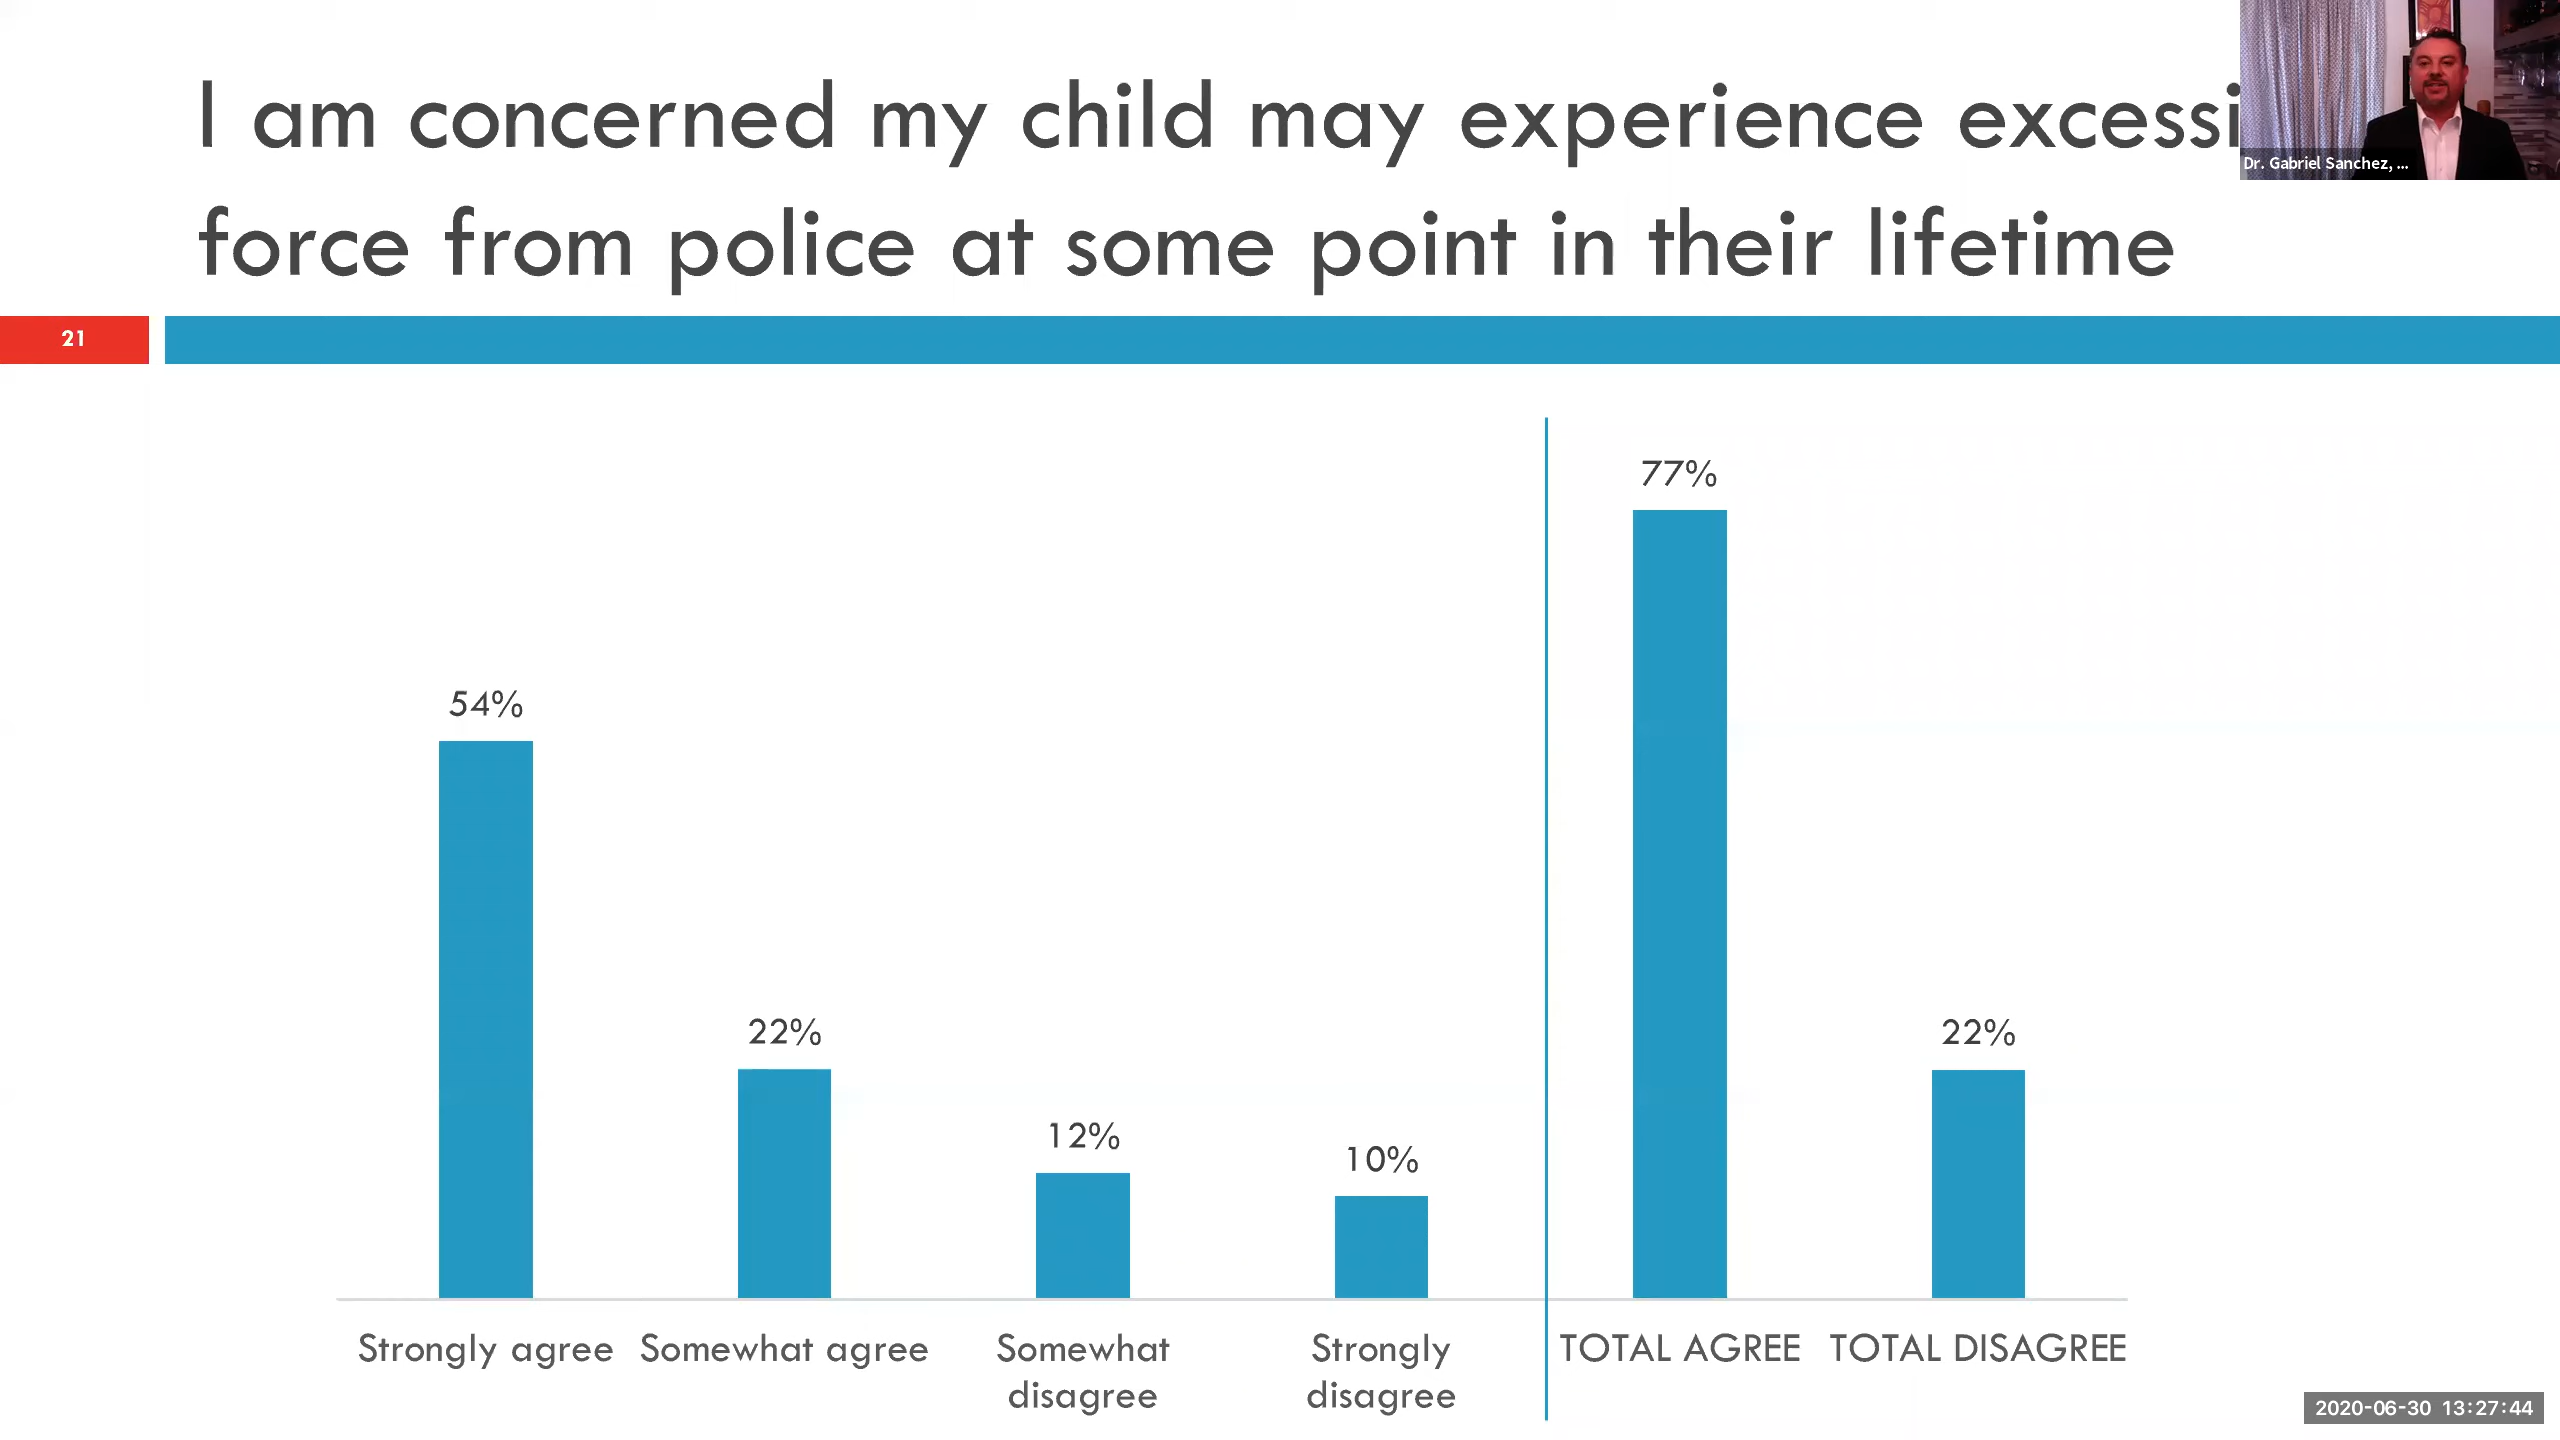 I am concerned my child may experience excessi
force from police at some point in their lifetime
Dr. Gabriel Sanchez, ...
21
77%
54%
22%
22%
12%
10%
Strongly agree
Somewhat agree
Somewhat
disagree
Strongly
disagree
TOTAL AGREE
TOTAL DISAGREE
2020-06-30 13:27:44